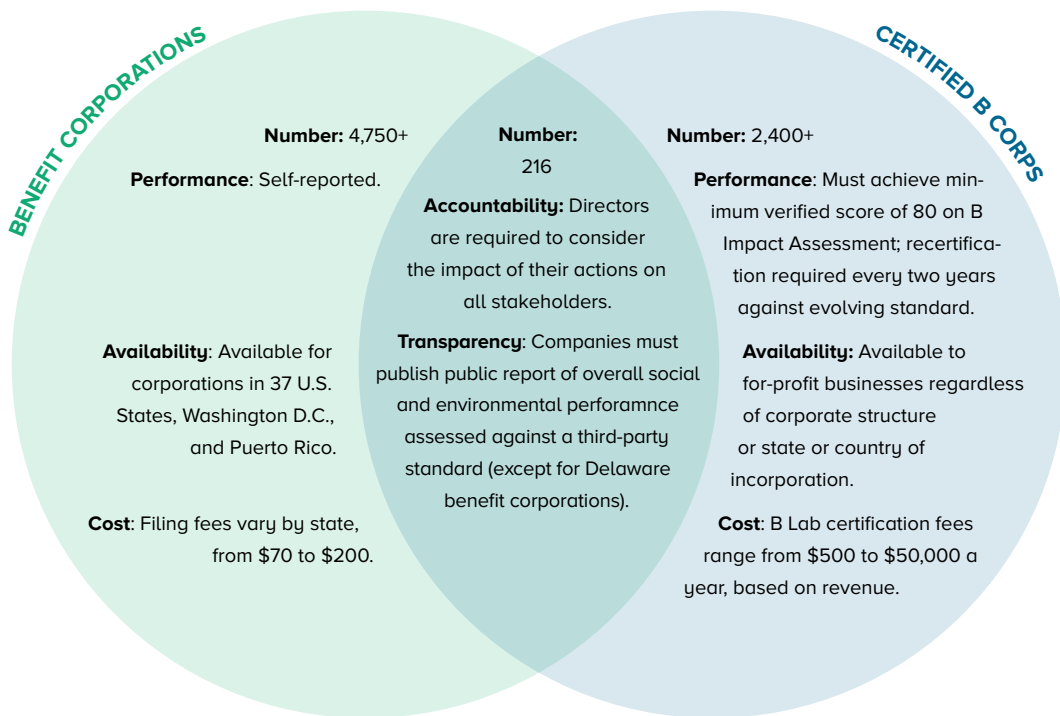 BENEFIT CORPORATIONS
Number: 4,750+
Performance: Self-reported.
Availability: Available for
corporations in 37 U.S.
States, Washington D.C.,
and Puerto Rico.
Cost: Filing fees vary by state,
from $70 to $200.
Number:
216
Accountability: Directors
are required to consider
the impact of their actions on
all stakeholders.
Transparency: Companies must
publish public report of overall social
and environmental perforamnce
assessed against a third-party
standard (except for Delaware
benefit corporations).
CERTIFIED B CORPS
Number: 2,400+
Performance: Must achieve min-
imum verified score of 80 on B
Impact Assessment; recertifica-
tion required every two years
against evolving standard.
Availability: Available to
for-profit businesses regardless
of corporate structure
or state or country of
incorporation.
Cost: B Lab certification fees
range from $500 to $50,000 a
year, based on revenue.